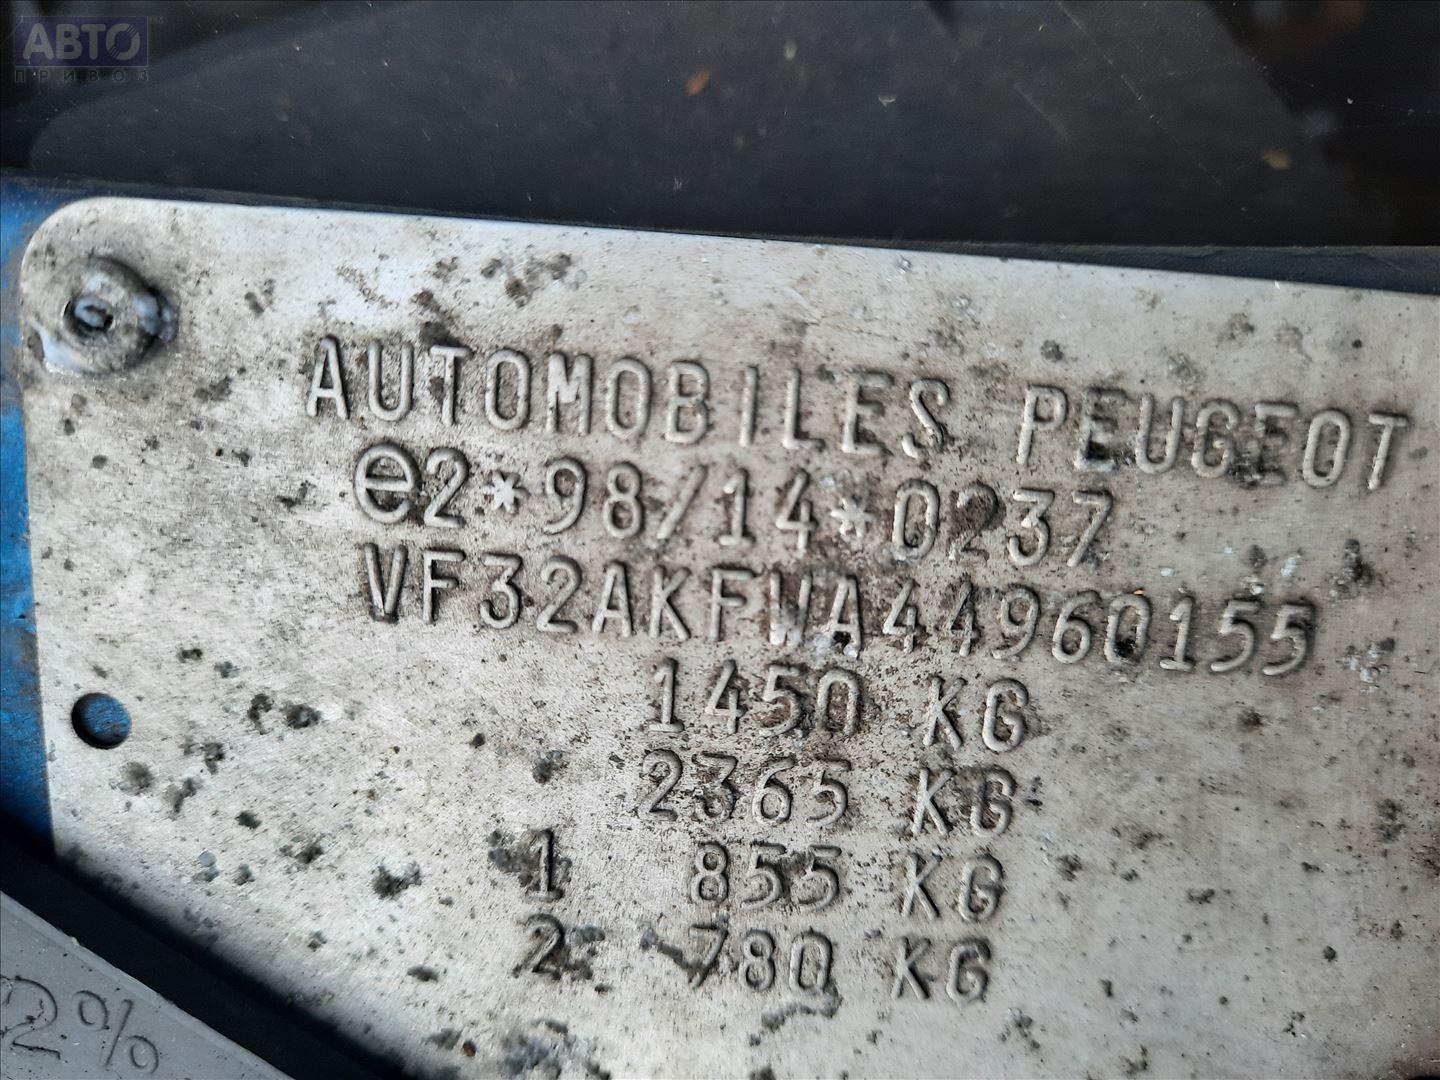 АВТО
ПРИВОЗ
AUTOMOBILES PEUGEOT
e2*98/14*0237
VF32AKFWA44960155
1450 KG
2365 KG
1 855 KG
2 780 KG
2%